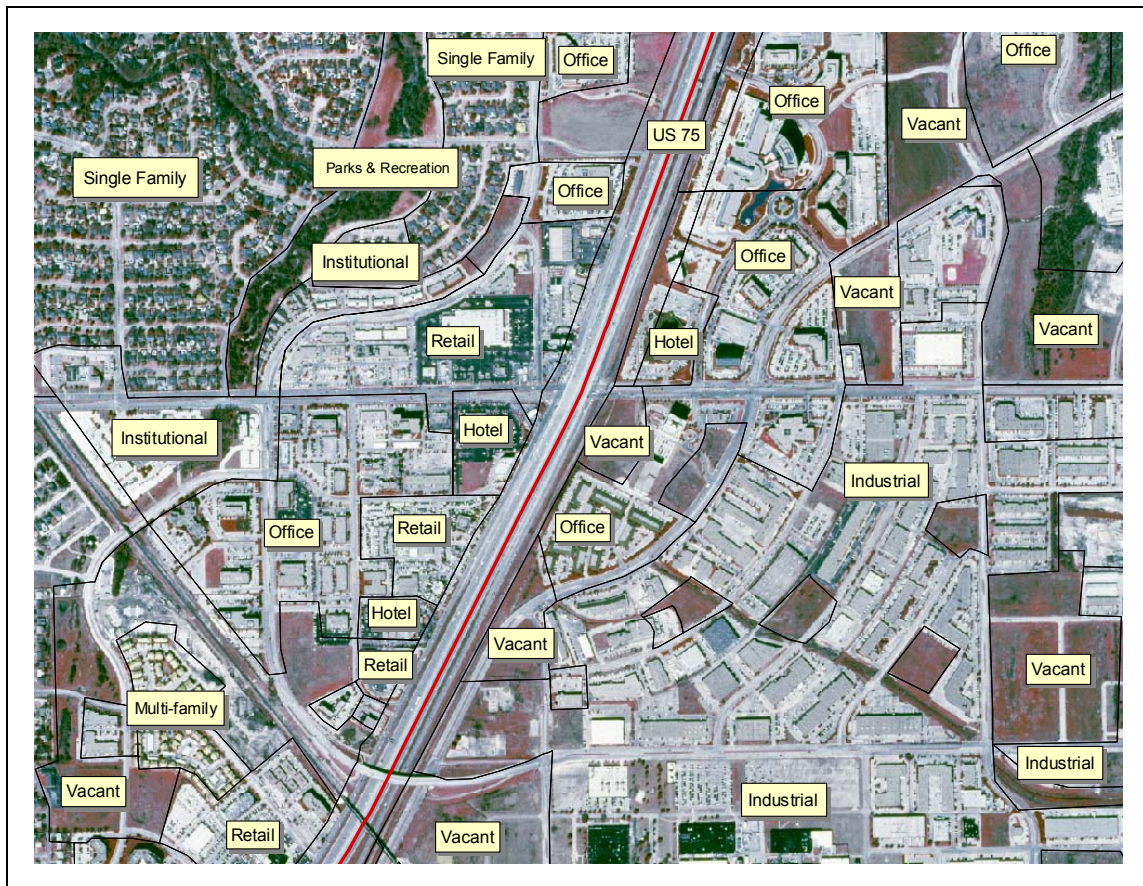 Single Family
Office
Office
Office
US 75
Vacant
Single Family
Parks & Recreation
Office
Institutional
Office
Vacant
Vacant
Retail
Hotel
Institutional
Hotel
Vacant
Industrial
Office
Retail
Office
Hotel
Vacant
Retail
Vacant
Multi-family
Industrial
Vacant
Industrial
Retail
Vacant